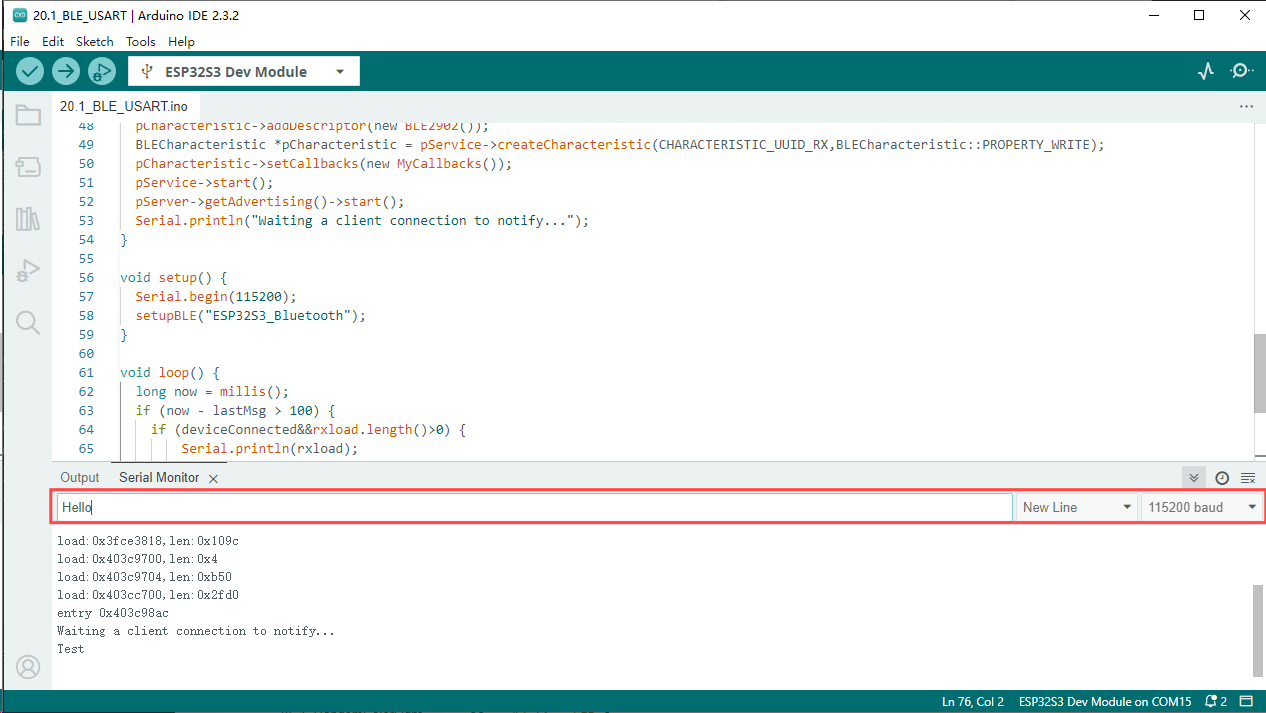 20.1_BLE_USART | Arduino IDE 2.3.2
File Edit Sketch Tools Help
ESP32S3 Dev Module
20.1_BLE_USART.ino
48 pCharacteristic->addDescriptor(new BLE2902());
49 BLECharacteristic *pCharacteristic = pService->createCharacteristic(CHARACTERISTIC_UUID_RX,BLECharacteristic::PROPERTY_WRITE);
50 pCharacteristic->setCallbacks(new MyCallbacks());
51 pService->start();
52 pServer->getAdvertising()->start();
53 Serial.println("Waiting a client connection to notify...");
54 }
55
56 void setup() {
57 Serial.begin(115200);
58 setupBLE("ESP32S3_Bluetooth");
59 }
60
61 void loop() {
62 long now = millis();
63 if (now - lastMsg > 100) {
64 if (deviceConnected&&rxload.length()>0) {
65 Serial.println(rxload);
Output Serial Monitor
Hello New Line 115200 baud
load:0x3fce3818,len:0x109c
load:0x403c9700,len:0x4
load:0x403c9704,len:0xb50
load:0x403cc700,len:0x2fd0
entry 0x403c98ac
Waiting a client connection to notify...
Test
Ln 76, Col 2 ESP32S3 Dev Module on COM15 2